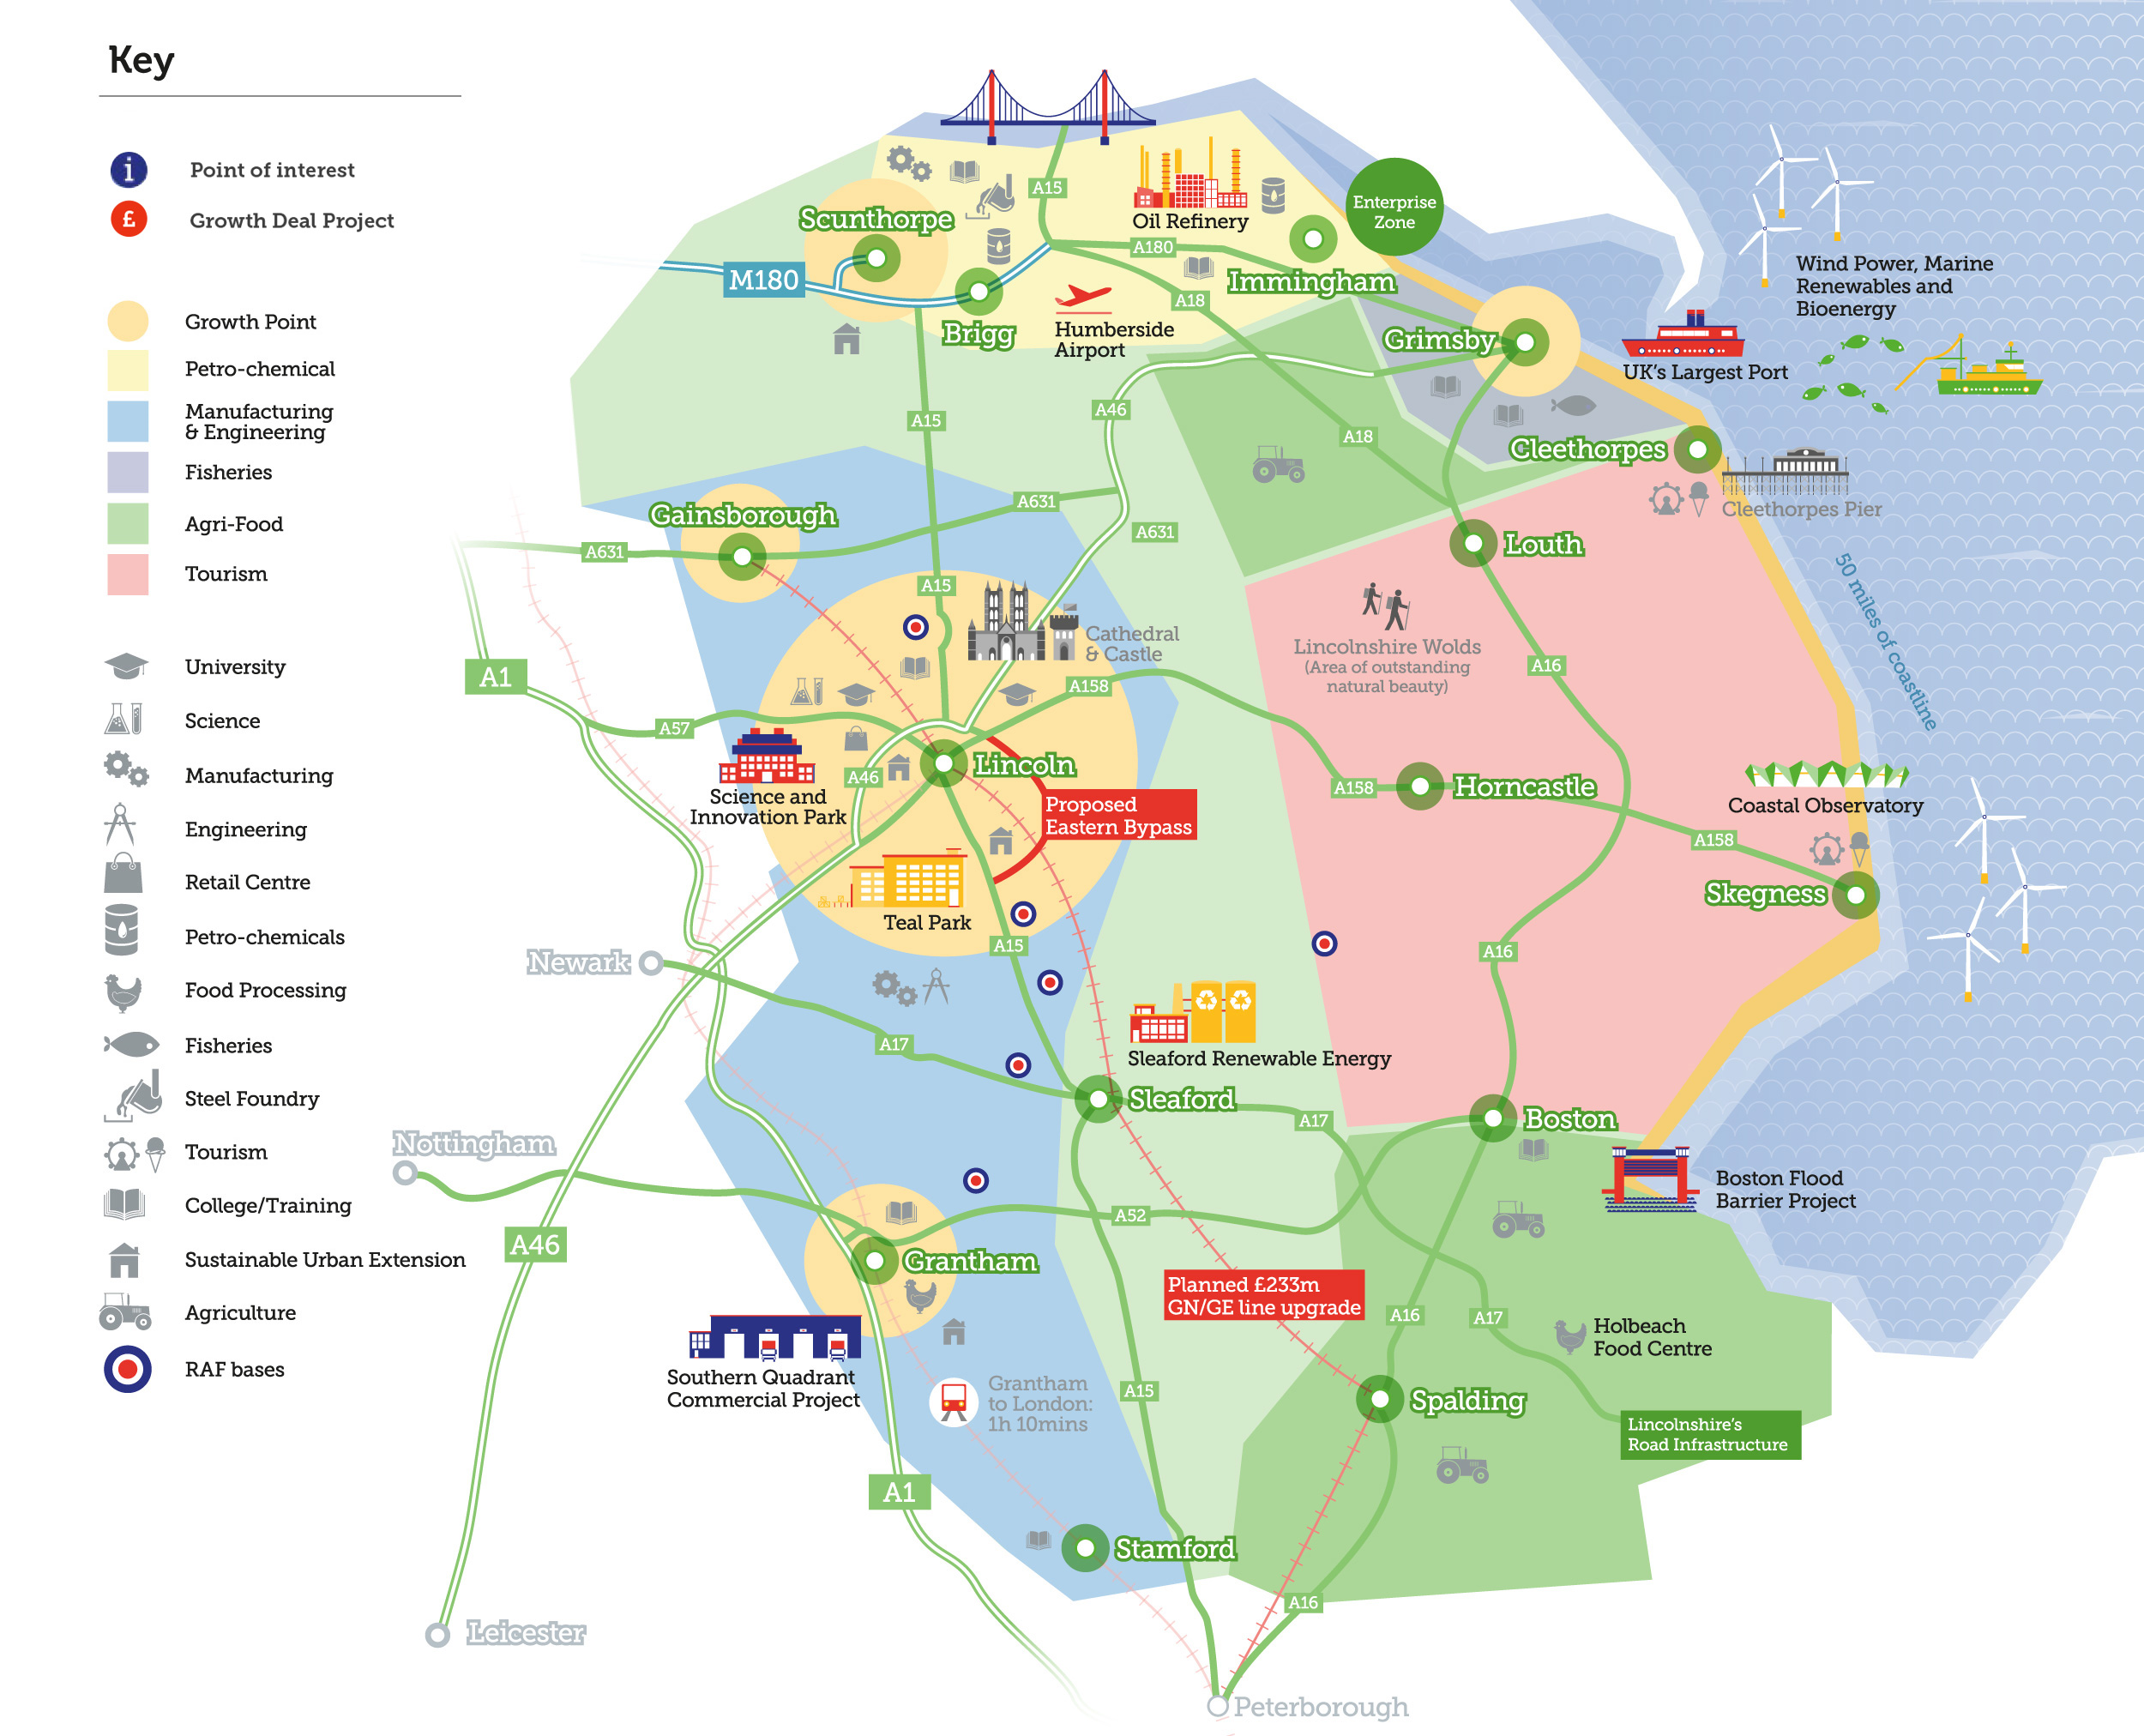 Key
i
Point of interest
£
Growth Deal Project
Growth Point
Petro-chemical
Manufacturing
& Engineering
Fisheries
Agri-Food
Tourism
University
Science
Manufacturing
Engineering
Retail Centre
Petro-chemicals
Food Processing
Fisheries
Steel Foundry
Tourism
College/Training
Sustainable Urban Extension
Agriculture
RAF bases
Scunthorpe
M180
Brigg
A15
Oil Refinery
A180
A18
Immingham
Enterprise
Zone
Humberside
Airport
Grimsby
Wind Power, Marine
Renewables and
Bioenergy
UK's Largest Port
A15
A46
A18
Cleethorpes
Cleethorpes Pier
Gainsborough
A631
A631
A631
Louth
50 miles of coastline
A15
Cathedral
& Castle
Lincolnshire Wolds
(Area of outstanding
natural beauty)
A16
A1
A57
A158
Science and
Innovation Park
A46
Lincoln
Proposed
Eastern Bypass
A158
Horncastle
Coastal Observatory
A158
Skegness
Teal Park
A15
A16
Newark
A17
Sleaford Renewable Energy
Sleaford
A17
Boston
Boston Flood
Barrier Project
Nottingham
A46
A52
Grantham
Planned £233m
GN/GE line upgrade
A16
A17
Holbeach
Food Centre
Southern Quadrant
Commercial Project
Grantham
to London:
1h 10mins
A15
Spalding
Lincolnshire's
Road Infrastructure
A1
Stamford
A16
Leicester
Peterborough